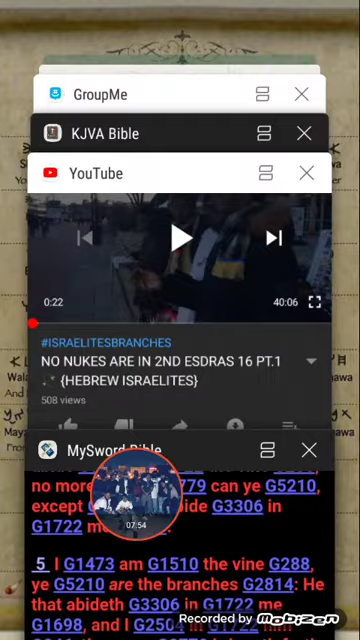 GroupMe
KJVA Bible
YouTube
0:22
40:06
#ISRAELITESBRANCHES
NO NUKES ARE IN 2ND ESDRAS 16 PT.1
{HEBREW ISRAELITES}
508 views
MySword Bible
no more
can ye G5210,
except
G3306 in
G1722
07:54
5 I G1473 am G1510 the vine G288,
ye G5210 are the branches G2814: He
that abideth G3306 in G1722 me
G1698, and I G2504 in
Recorded by Mobizen